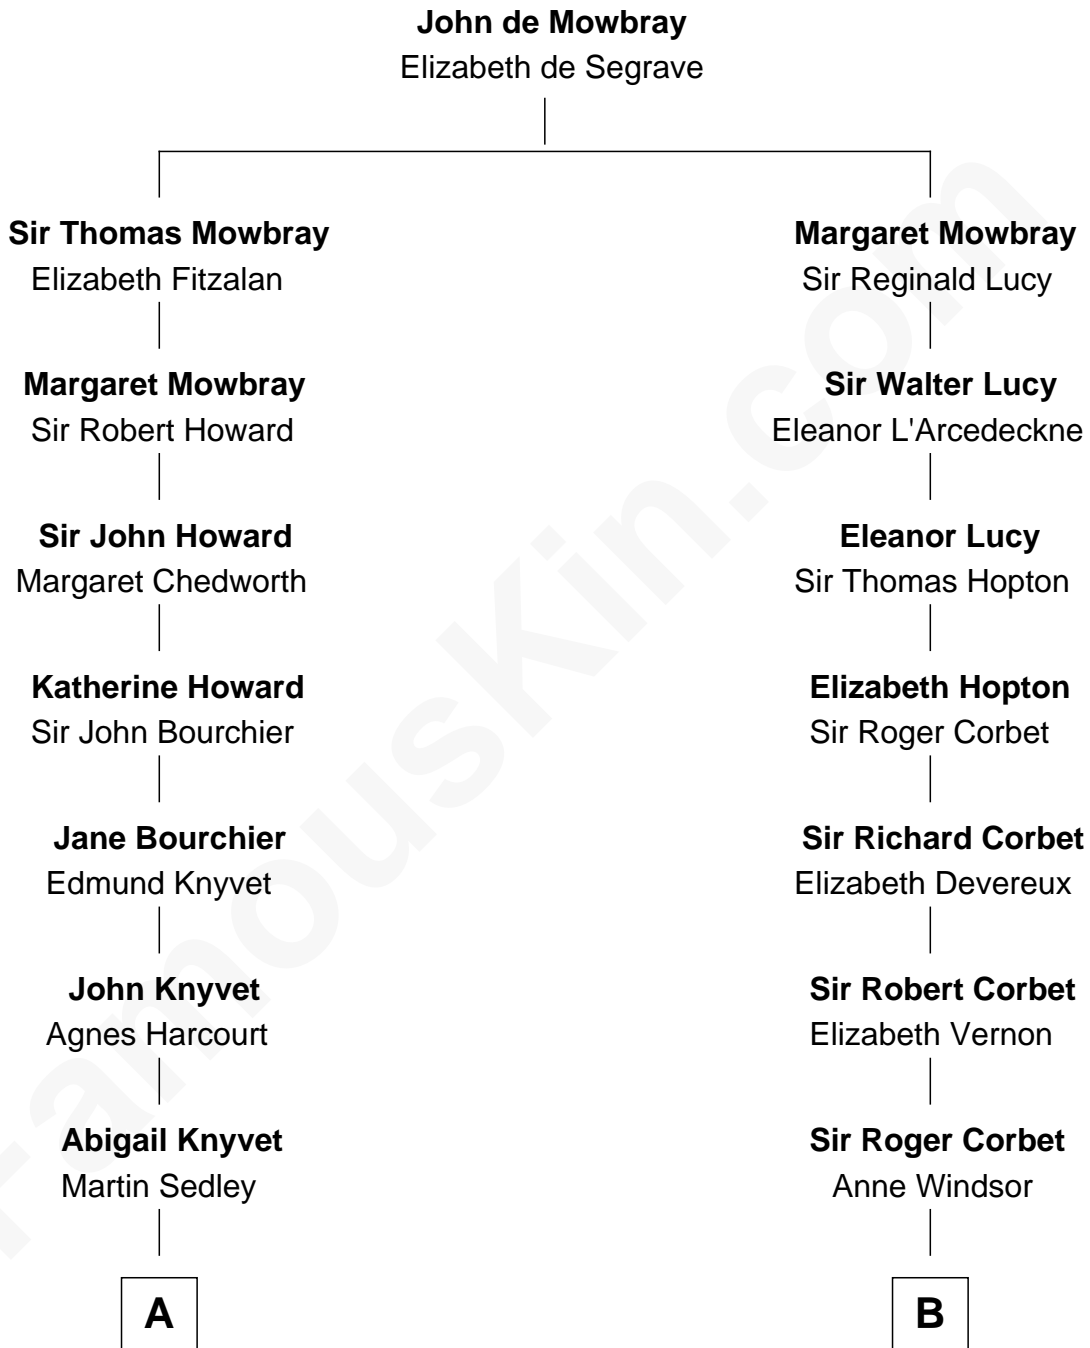 John de Mowbray
Elizabeth de Segrave
Sir Thomas Mowbray
Elizabeth Fitzalan
Margaret Mowbray
Sir Robert Howard
Sir John Howard
Margaret Chedworth
Katherine Howard
Sir John Bourchier
Jane Bourchier
Edmund Knyvet
John Knyvet
Agnes Harcourt
Abigail Knyvet
Martin Sedley
A
Margaret Mowbray
Sir Reginald Lucy
Sir Walter Lucy
Eleanor L'Arcedeckne
Eleanor Lucy
Sir Thomas Hopton
Elizabeth Hopton
Sir Roger Corbet
Sir Richard Corbet
Elizabeth Devereux
Sir Robert Corbet
Elizabeth Vernon
Sir Roger Corbet
Anne Windsor
B
FamousKin.com